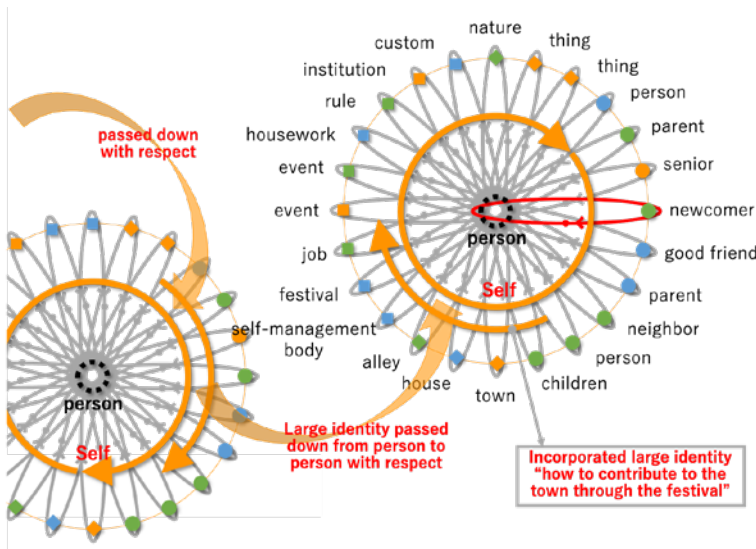 nature
custom
thing
institution
thing
rule
person
passed down
with respect
housework
parent
event
senior
event
newcomer
person
job
good friend
festival
Self
parent
self-management
body
neighbor
alley
person
house
town
children
person
Self
Large identity passed
down from person to
person with respect
Incorporated large identity
“how to contribute to the
town through the festival”